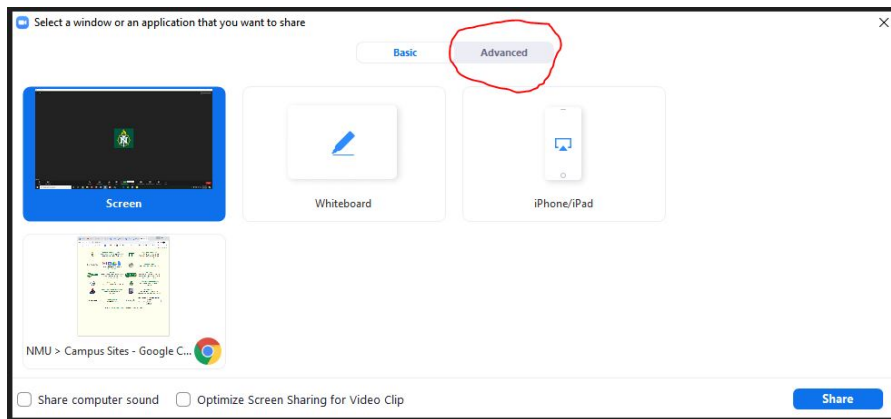 Select a window or an application that you want to share
Basic
Advanced
Screen
Whiteboard
iPhone/iPad
NMU > Campus Sites - Google C...
Share computer sound
Optimize Screen Sharing for Video Clip
Share